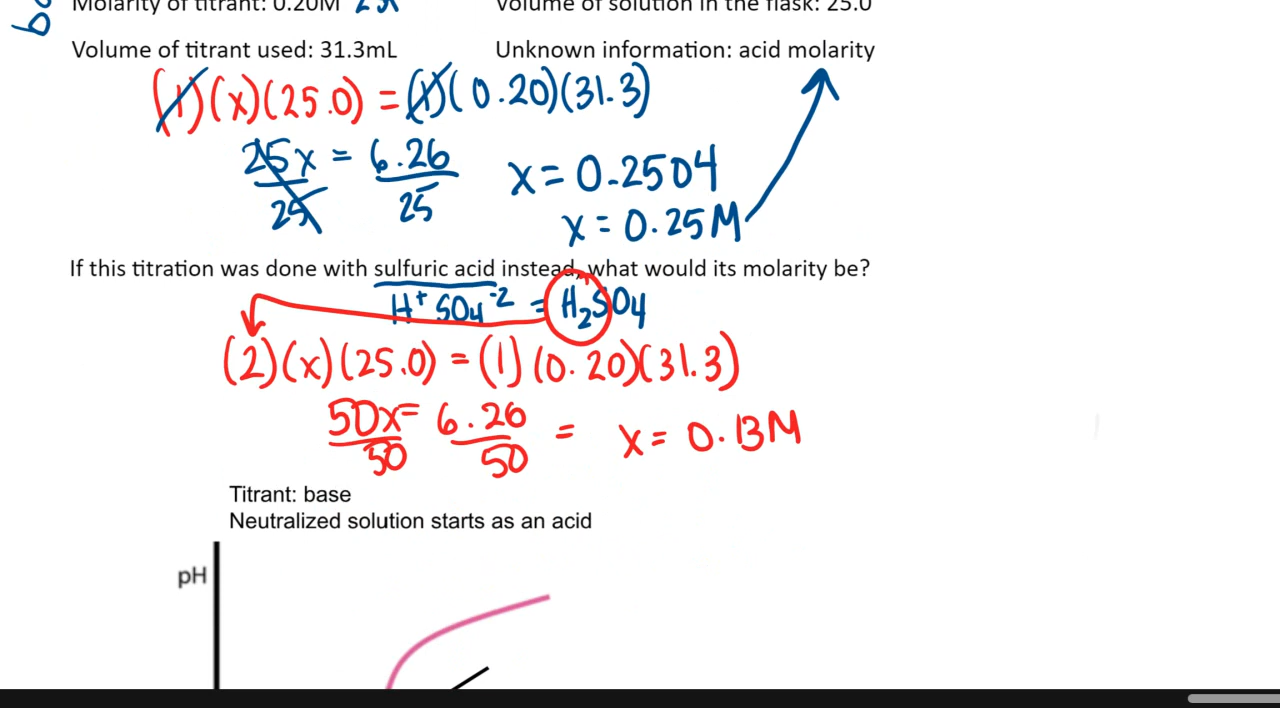 Molarity of titrant: 0.20M Volume of solution in the flask: 25.0
Volume of titrant used: 31.3mL Unknown information: acid molarity
(1)(x)(25.0) = (1)(0.20)(31.3)
25x = 6.26
25 25
x = 0.2504
x = 0.25M
If this titration was done with sulfuric acid instead, what would its molarity be?
H+ SO4-2 = H2SO4
(2)(x)(25.0) = (1)(0.20)(31.3)
50x = 6.26 = x = 0.13M
50 50
Titrant: base
Neutralized solution starts as an acid
pH